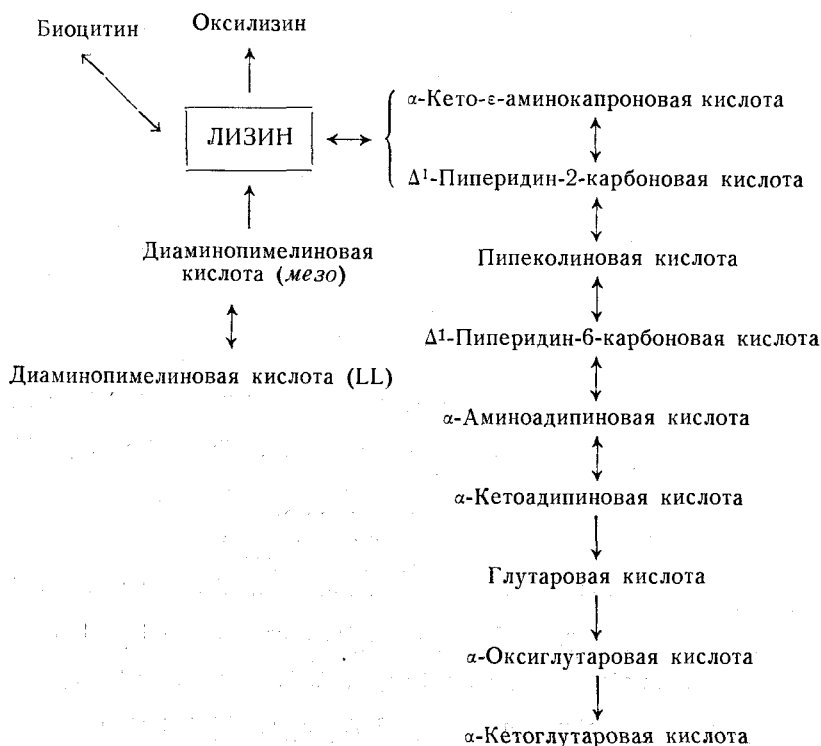 Биоцитин
Оксилизин
ЛИЗИН
α-Кето-ε-аминокапроновая кислота
Δ¹-Пиперидин-2-карбоновая кислота
Диаминопимелиновая
кислота (мезо)
Пипеколиновая кислота
Δ¹-Пиперидин-6-карбоновая кислота
Диаминопимелиновая кислота (LL)
α-Аминоадипиновая кислота
α-Кетоадипиновая кислота
Глутаровая кислота
α-Оксиглутаровая кислота
α-Кетоглутаровая кислота